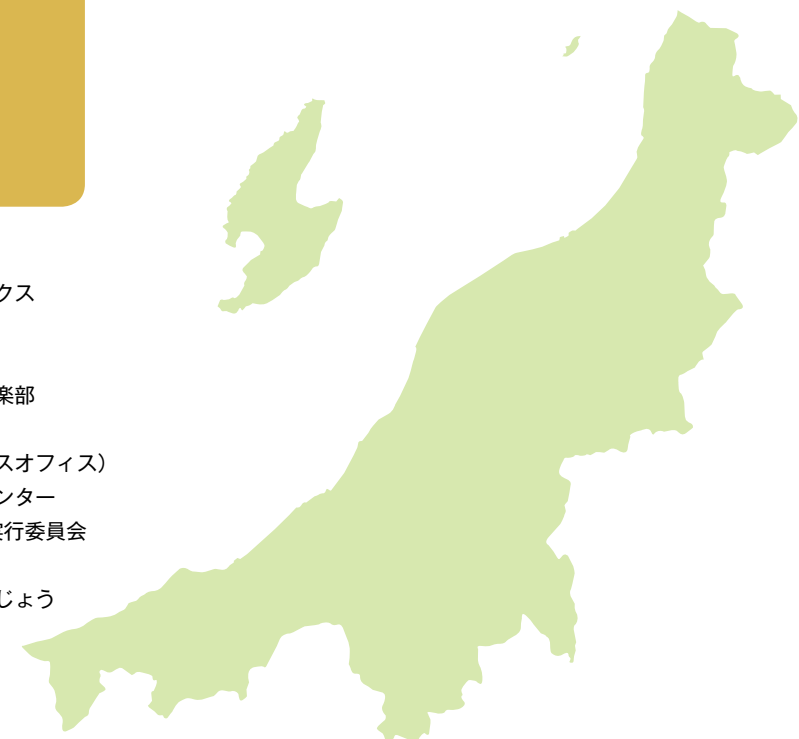 クス
楽部
スオフィス）
ンター
実行委員会
じょう